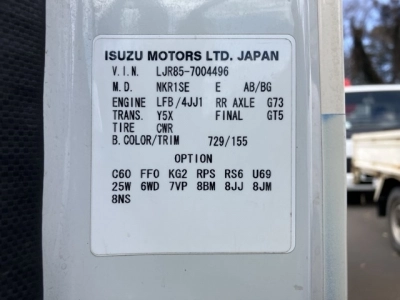 ISUZU MOTORS LTD. JAPAN
V.I.N. LJR85-7004496
M.D. NKR1SE E AB/BG
ENGINE LFB/4JJ1 RR AXLE G73
TRANS. Y5X FINAL GT5
TIRE CWR
B.COLOR/TRIM 729/155
OPTION
C60 FF0 KG2 RPS RS6 U69
25W 6WD 7VP 8BM 8JJ 8JM
8NS